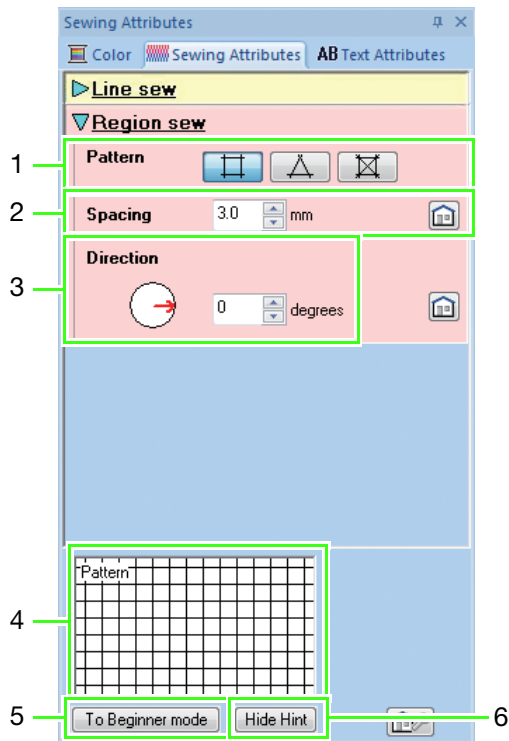 Sewing Attributes
Color Sewing Attributes AB Text Attributes
Line sew
Region sew
1 Pattern
2 Spacing 3.0 mm
Direction
3 0 degrees
Pattern
4
5 To Beginner mode Hide Hint 6